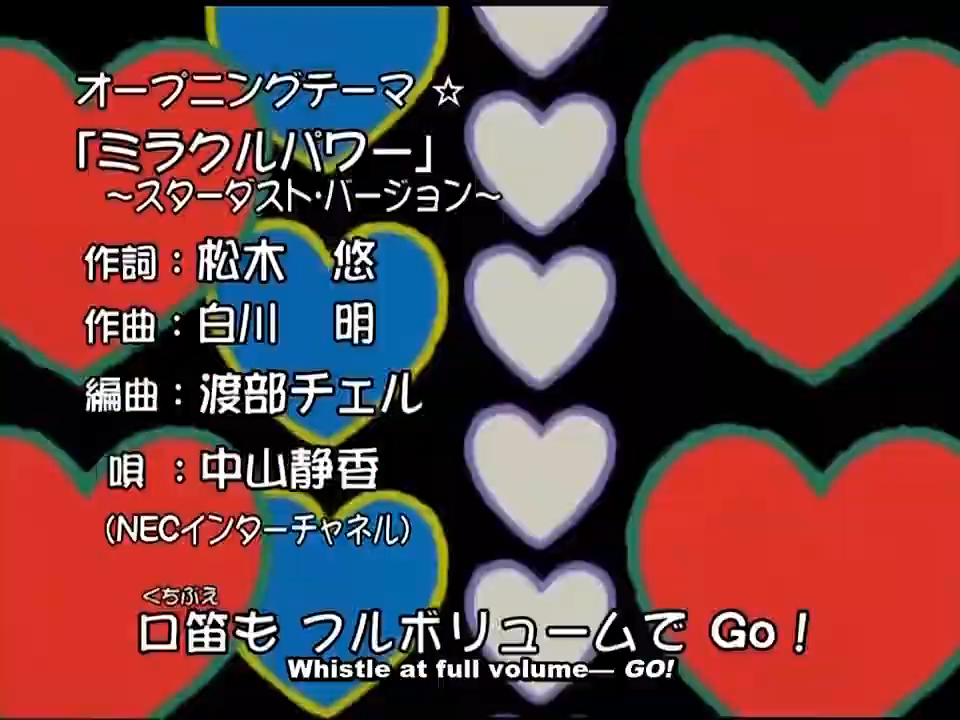 オープニングテーマ ☆
「ミラクルパワー」
～スターダスト・バージョン～
作詞：松木　悠
作曲：白川　明
編曲：渡部チェル
唄 ：中山静香
(NECインターチャネル)
くちぶえ
口笛も フルボリュームで Go！
Whistle at full volume— GO!